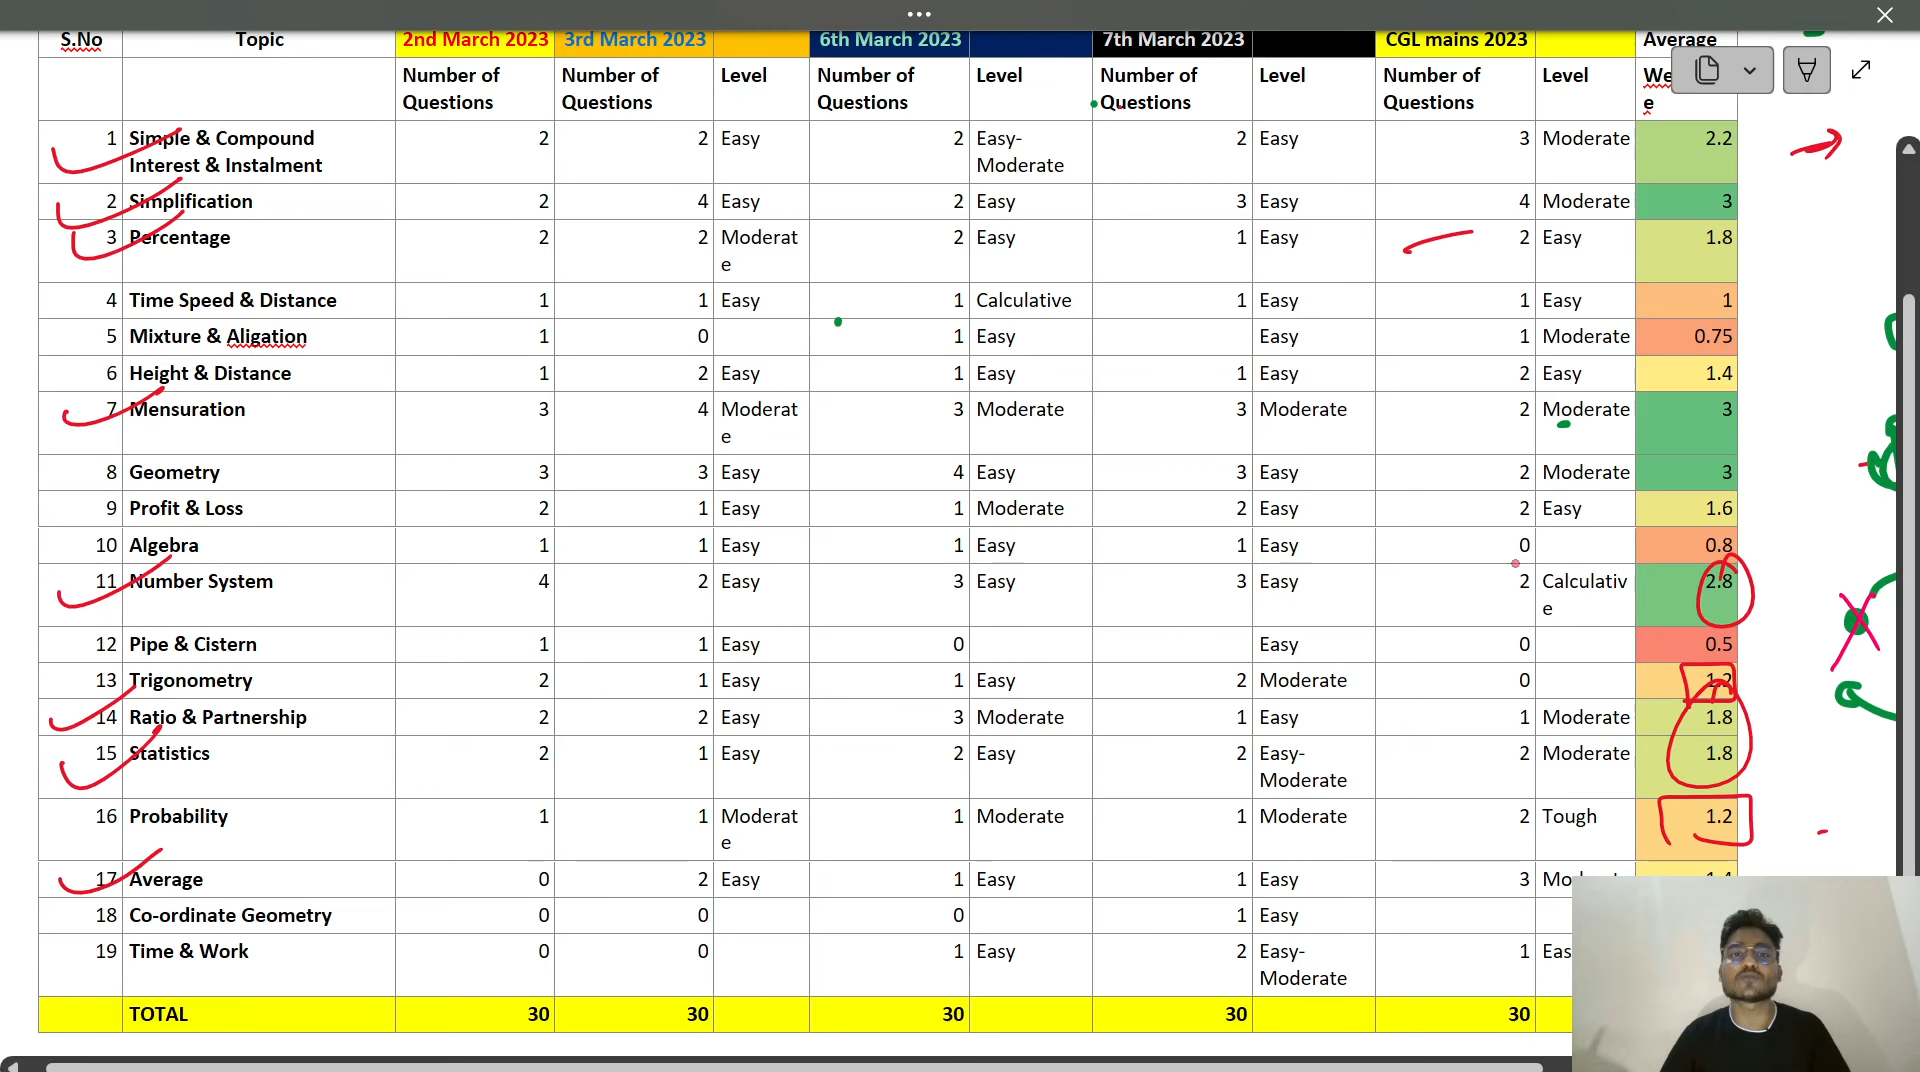 S.No Topic 2nd March 2023 3rd March 2023 6th March 2023 7th March 2023 CGL mains 2023 Average
Number of Questions Number of Questions Level Number of Questions Level Number of Questions Level Number of Questions Level We e
1 Simple & Compound Interest & Instalment 2 2 Easy 2 Easy-Moderate 2 Easy 3 Moderate 2.2
2 Simplification 2 4 Easy 2 Easy 3 Easy 4 Moderate 3
3 Percentage 2 2 Moderat e 2 Easy 1 Easy 2 Easy 1.8
4 Time Speed & Distance 1 1 Easy 1 Calculative 1 Easy 1 Easy 1
5 Mixture & Aligation 1 0 1 Easy Easy 1 Moderate 0.75
6 Height & Distance 1 2 Easy 1 Easy 1 Easy 2 Easy 1.4
7 Mensuration 3 4 Moderat e 3 Moderate 3 Moderate 2 Moderate 3
8 Geometry 3 3 Easy 4 Easy 3 Easy 2 Moderate 3
9 Profit & Loss 2 1 Easy 1 Moderate 2 Easy 2 Easy 1.6
10 Algebra 1 1 Easy 1 Easy 1 Easy 0 0.8
11 Number System 4 2 Easy 3 Easy 3 Easy 2 Calculativ e 2.8
12 Pipe & Cistern 1 1 Easy 0 Easy 0 0.5
13 Trigonometry 2 1 Easy 1 Easy 2 Moderate 0 1.2
14 Ratio & Partnership 2 2 Easy 3 Moderate 1 Easy 1 Moderate 1.8
15 Statistics 2 1 Easy 2 Easy 2 Easy-Moderate 2 Moderate 1.8
16 Probability 1 1 Moderat e 1 Moderate 1 Moderate 2 Tough 1.2
17 Average 0 2 Easy 1 Easy 1 Easy 3
18 Co-ordinate Geometry 0 0 0 1 Easy
19 Time & Work 0 0 1 Easy 2 Easy-Moderate 1
TOTAL 30 30 30 30 30